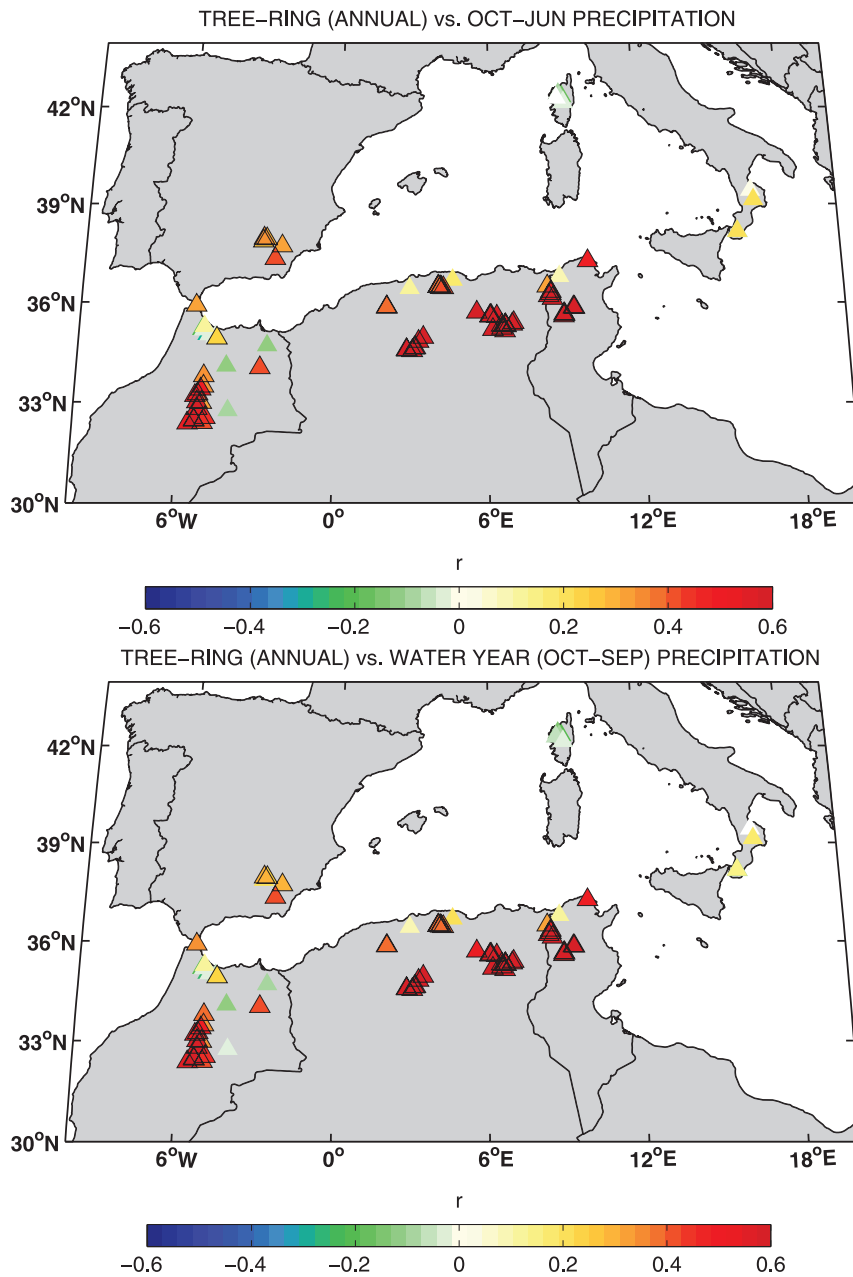 TREE−RING (ANNUAL) vs. OCT−JUN PRECIPITATION
42°N
39°N
36°N
33°N
30°N
6°W 0° 6°E 12°E 18°E
r
−0.6 −0.4 −0.2 0 0.2 0.4 0.6
TREE−RING (ANNUAL) vs. WATER YEAR (OCT−SEP) PRECIPITATION
42°N
39°N
36°N
33°N
30°N
6°W 0° 6°E 12°E 18°E
r
−0.6 −0.4 −0.2 0 0.2 0.4 0.6